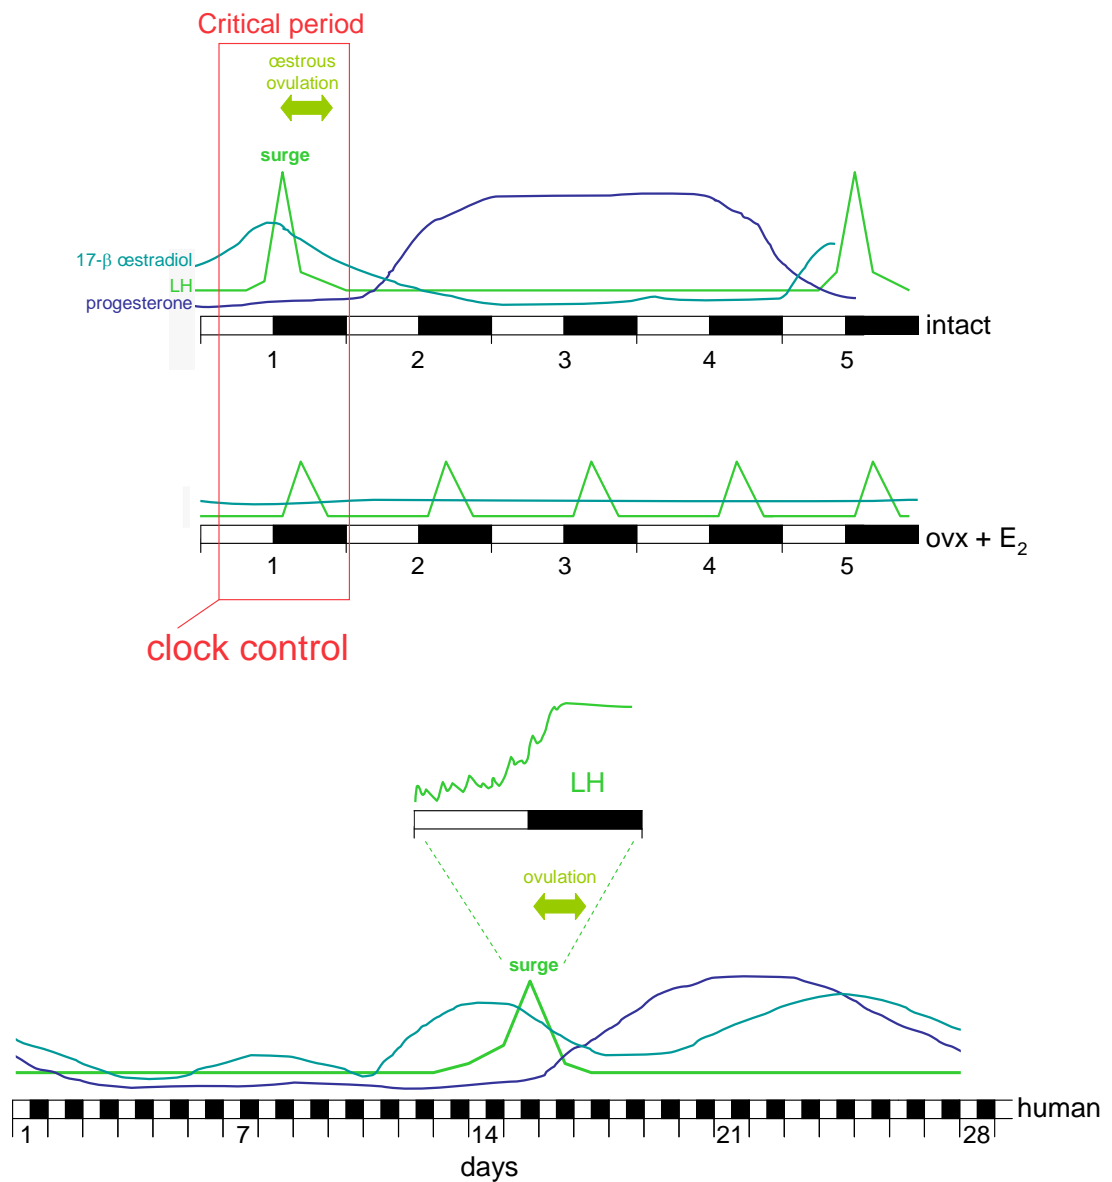 Critical period
œstrous
ovulation
surge
17-β œstradiol
LH
progesterone
intact
1 2 3 4 5
ovx + E₂
1 2 3 4 5
clock control
LH
ovulation
surge
human
1 7 14 21 28
days